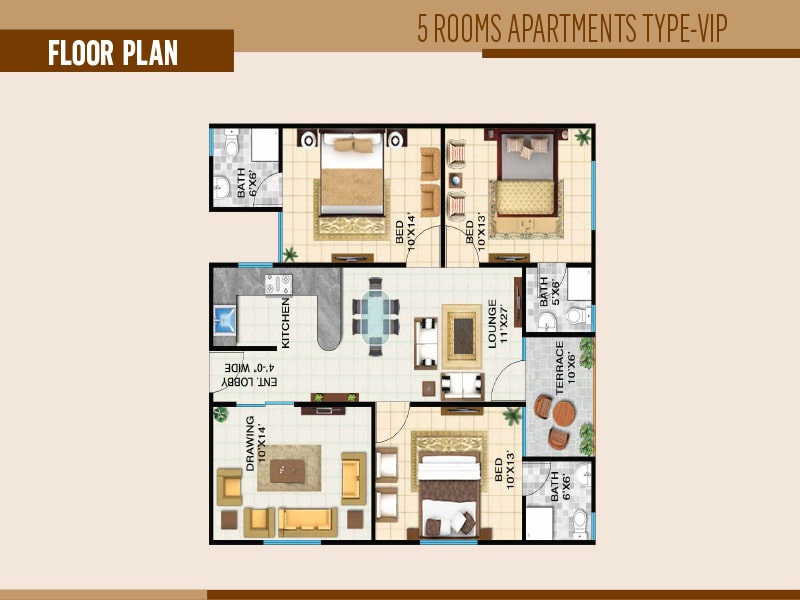 5 ROOMS APARTMENTS TYPE-VIP
FLOOR PLAN
BATH
6'X6'
BED
10'X14'
BED
10'X13'
KITCHEN
LOUNGE
11'X27'
BATH
5'X6'
ENT. LOBBY
4'-0" WIDE
TERRACE
10'X6'
DRAWING
10'X14'
BED
10'X13'
BATH
6'X6'